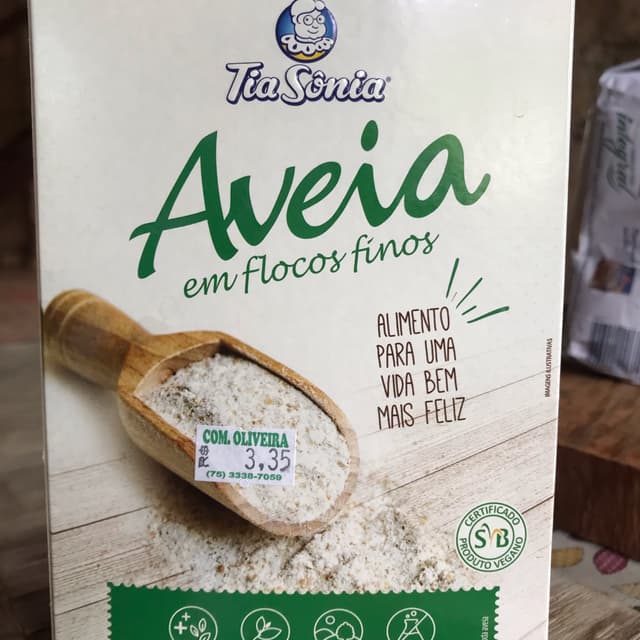 Tia Sônia
Aveia
em flocos finos
ALIMENTO
PARA UMA
VIDA BEM
MAIS FELIZ
IMAGENS ILUSTRATIVAS
COM. OLIVEIRA
R$ 3,35
(75) 3338-7059
CERTIFICADO
SVB
PRODUTO VEGANO